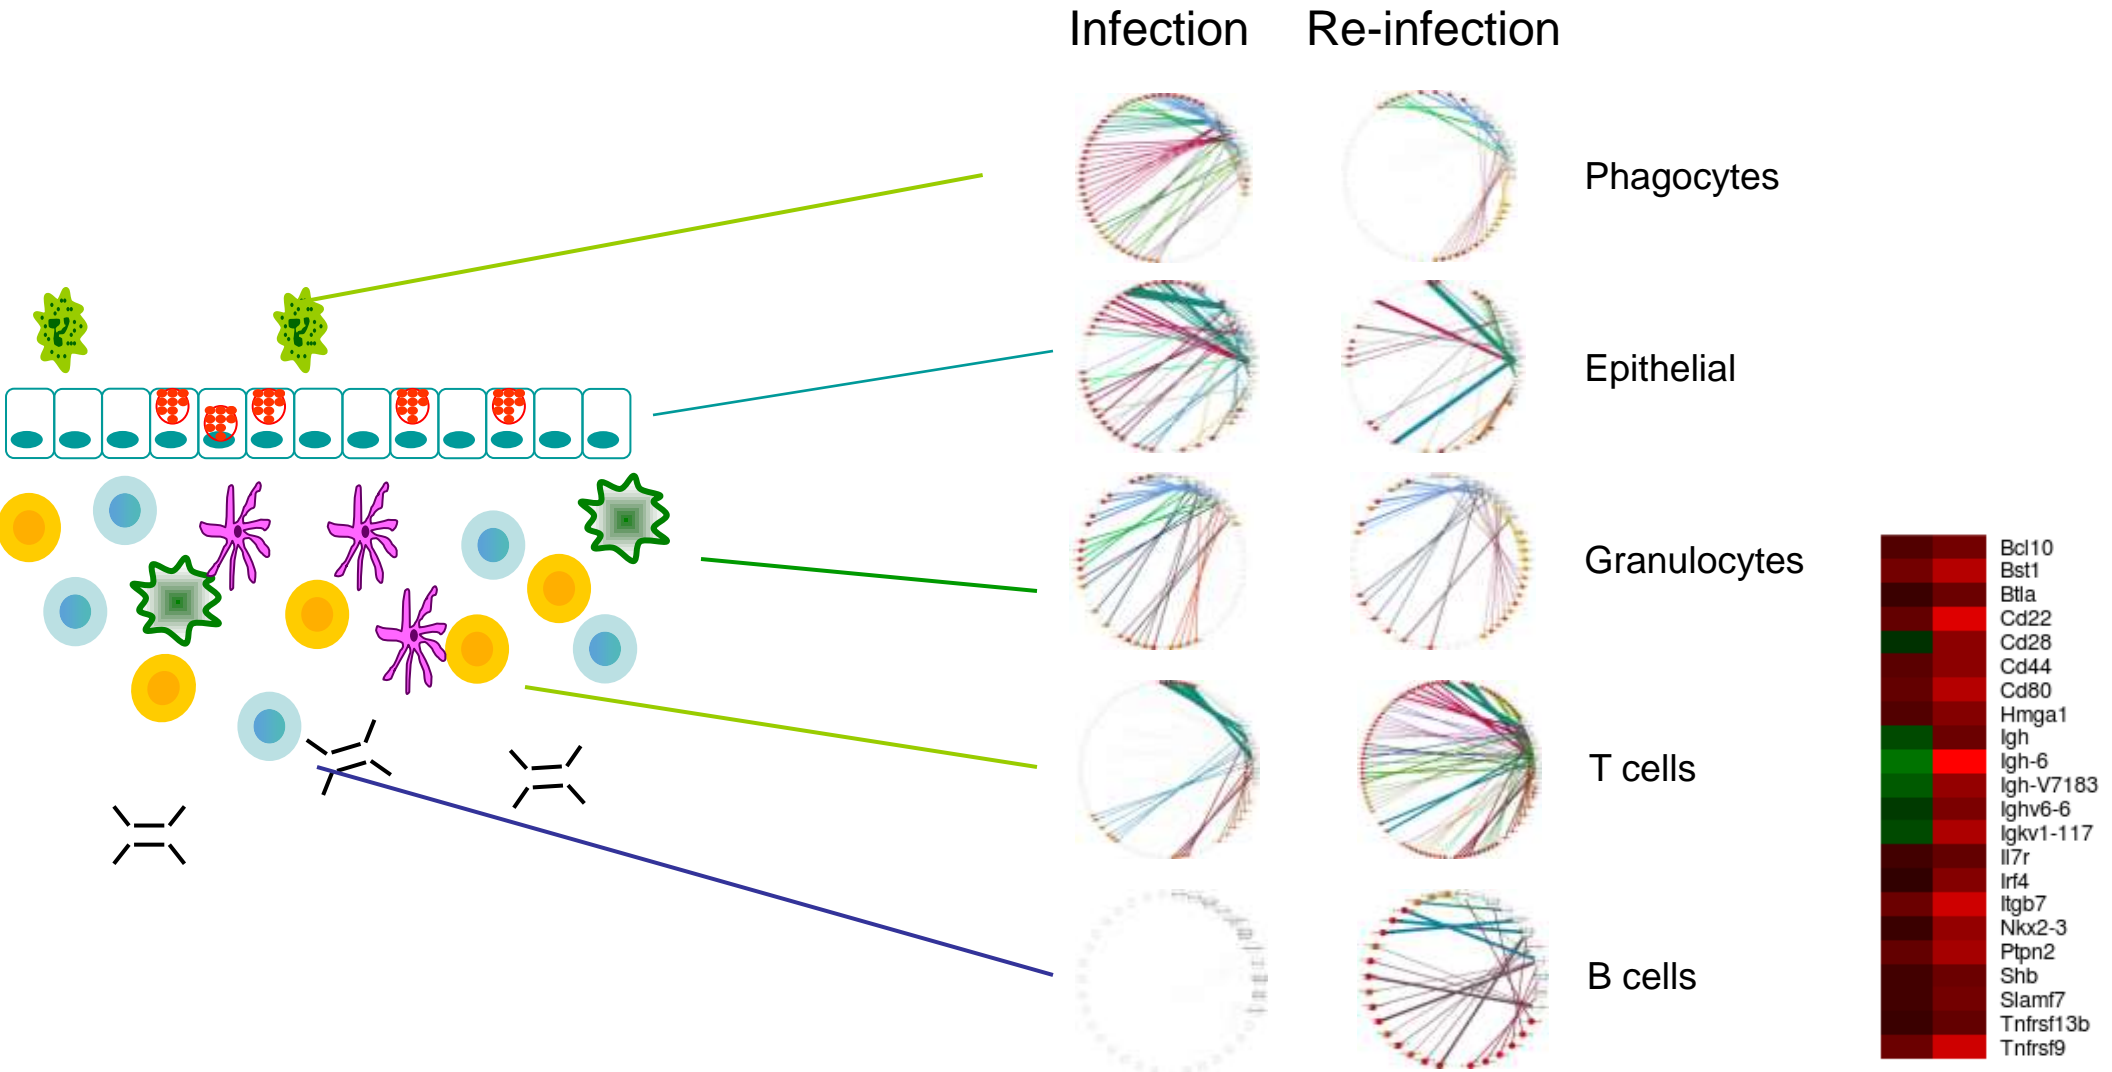 Infection Re-infection
Phagocytes
Epithelial
Granulocytes
T cells
B cells
Bcl10
Bst1
Btla
Cd22
Cd28
Cd44
Cd80
Hmga1
Igh
Igh-6
Igh-V7183
Ighv6-6
Igkv1-117
Il7r
Irf4
Itgb7
Nkx2-3
Ptpn2
Shb
Slamf7
Tnfrsf13b
Tnfrsf9